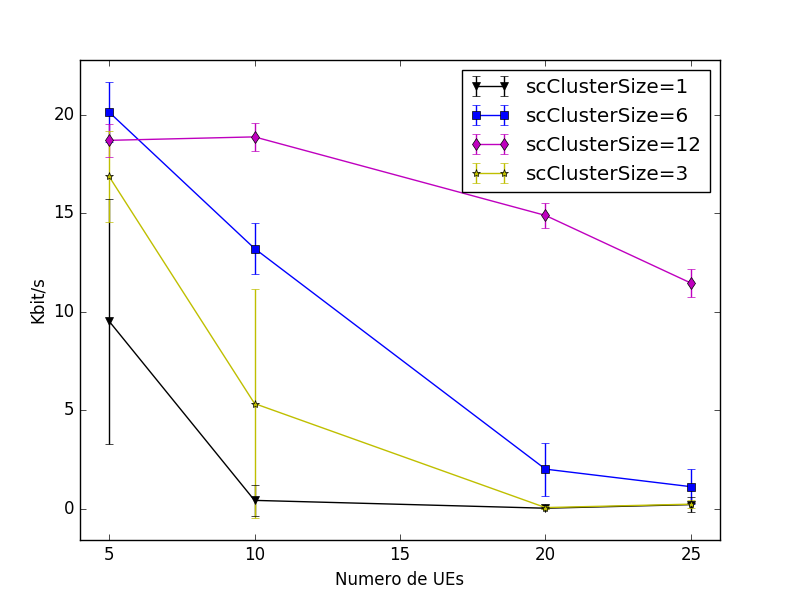 scClusterSize=1
scClusterSize=6
scClusterSize=12
scClusterSize=3
Kbit/s
20
15
10
5
0
5 10 15 20 25
Numero de UEs